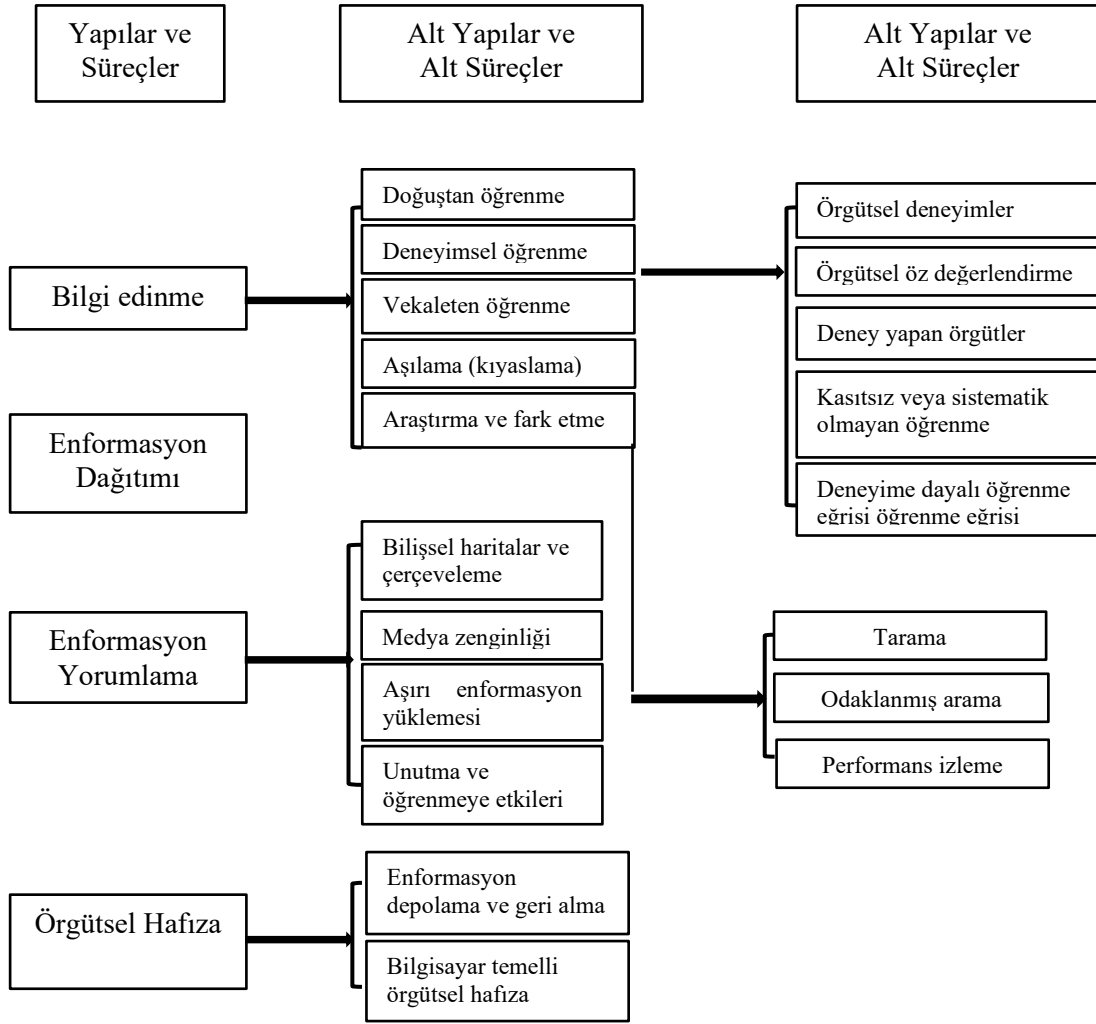 Yapılar ve
Süreçler
Alt Yapılar ve
Alt Süreçler
Alt Yapılar ve
Alt Süreçler
Bilgi edinme
Enformasyon
Dağıtımı
Enformasyon
Yorumlama
Örgütsel Hafıza
Doğuştan öğrenme
Deneyimsel öğrenme
Vekaleten öğrenme
Aşılama (kıyaslama)
Araştırma ve fark etme
Bilişsel haritalar ve
çerçeveleme
Medya zenginliği
Aşırı enformasyon
yüklemesi
Unutma ve
öğrenmeye etkileri
Enformasyon
depolama ve geri alma
Bilgisayar temelli
örgütsel hafıza
Örgütsel deneyimler
Örgütsel öz değerlendirme
Deney yapan örgütler
Kasıtsız veya sistematik
olmayan öğrenme
Deneyime dayalı öğrenme
eğrisi öğrenme eğrisi
Tarama
Odaklanmış arama
Performans izleme